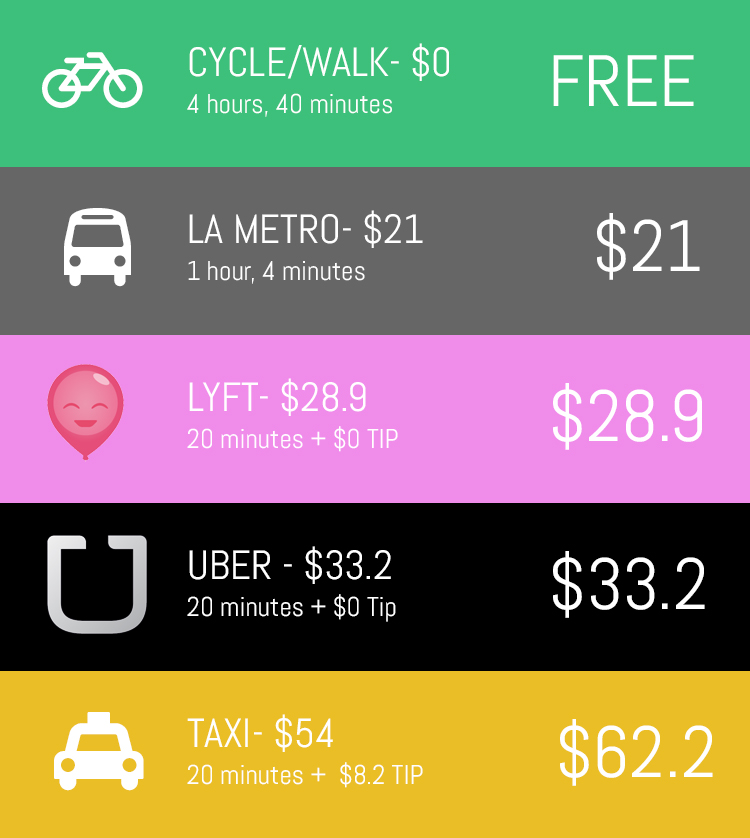 CYCLE/WALK- $0
4 hours, 40 minutes
FREE
LA METRO- $21
1 hour, 4 minutes
$21
LYFT- $28.9
20 minutes + $0 TIP
$28.9
UBER - $33.2
20 minutes + $0 Tip
$33.2
TAXI- $54
20 minutes + $8.2 TIP
$62.2